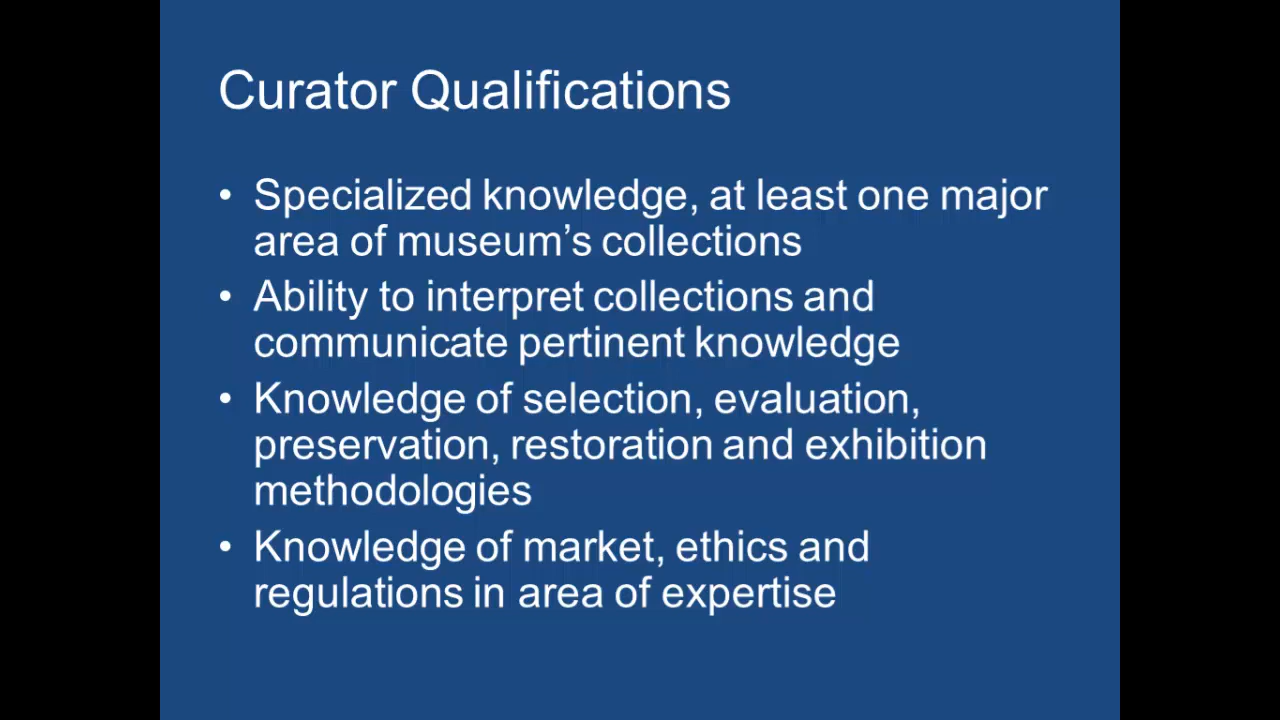 Curator Qualifications
• Specialized knowledge, at least one major
area of museum’s collections
• Ability to interpret collections and
communicate pertinent knowledge
• Knowledge of selection, evaluation,
preservation, restoration and exhibition
methodologies
• Knowledge of market, ethics and
regulations in area of expertise